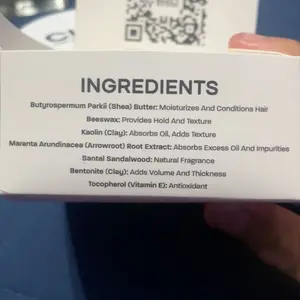 INGREDIENTS
Butyrospermum Parkii (Shea) Butter: Moisturizes And Conditions Hair
Beeswax: Provides Hold And Texture
Kaolin (Clay): Absorbs Oil, Adds Texture
Maranta Arundinacea (Arrowroot) Root Extract: Absorbs Excess Oil And Impurities
Santal Sandalwood: Natural Fragrance
Bentonite (Clay): Adds Volume And Thickness
Tocopherol (Vitamin E): Antioxidant